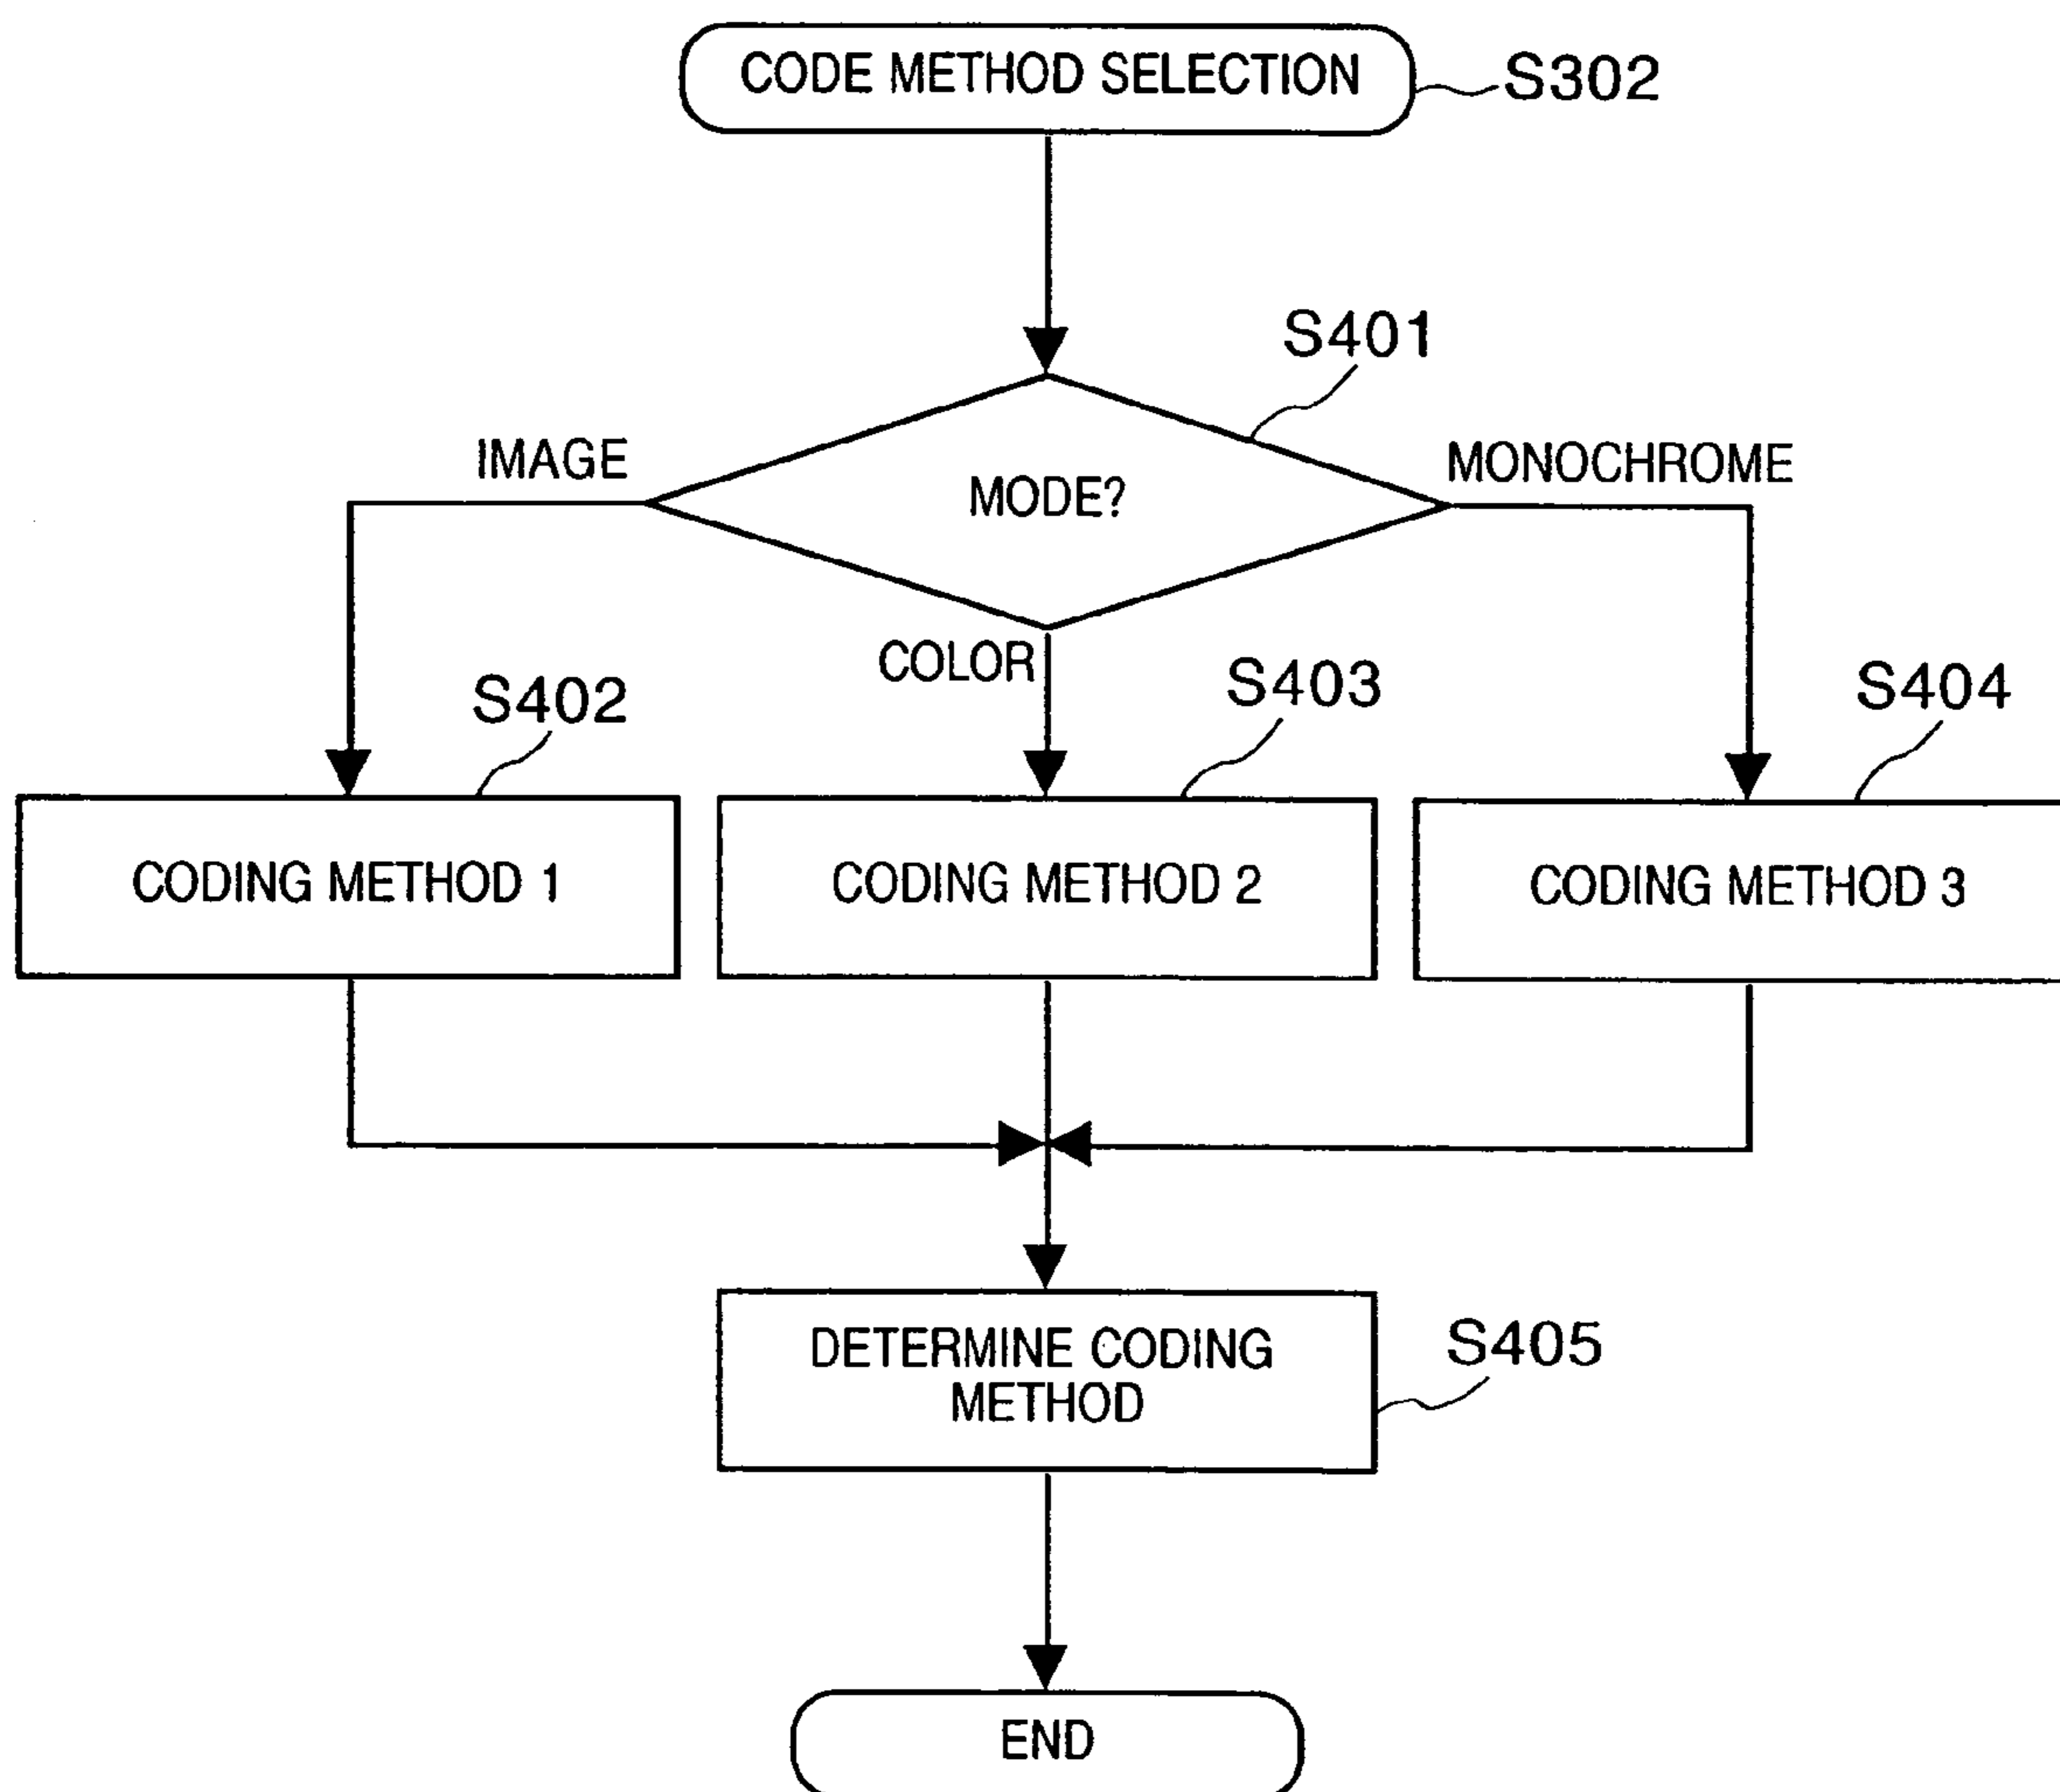 CODE METHOD SELECTION
S302
S401
IMAGE
MODE?
MONOCHROME
COLOR
S402
S403
S404
CODING METHOD 1
CODING METHOD 2
CODING METHOD 3
DETERMINE CODING
METHOD
S405
END